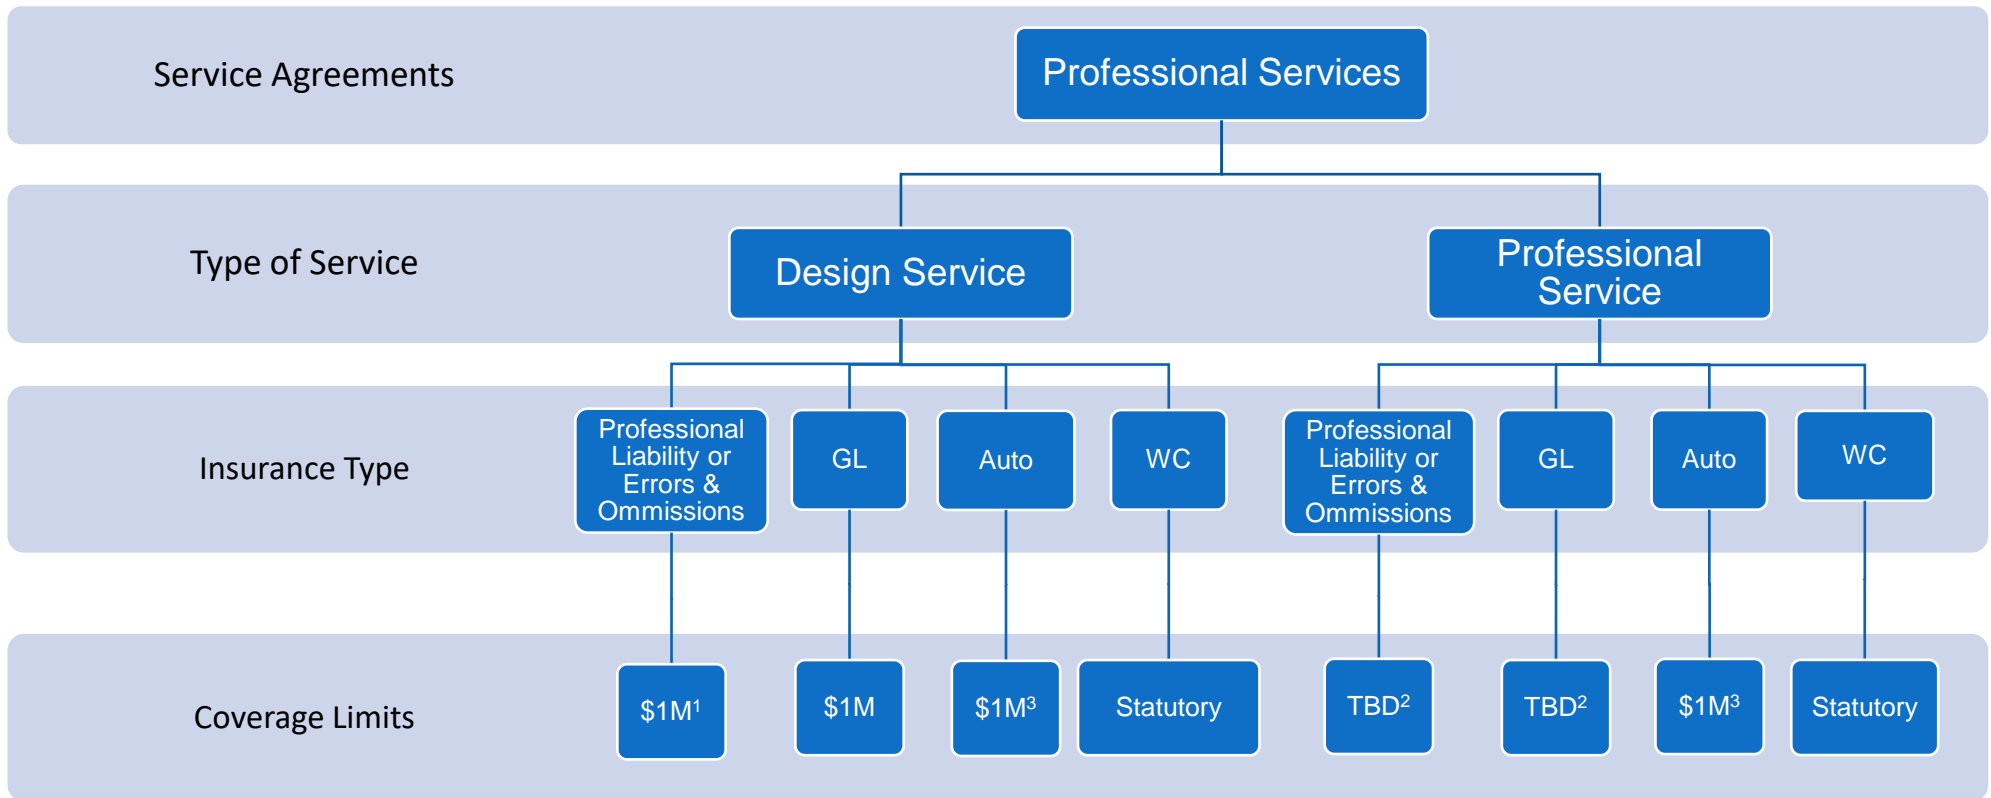 Service Agreements
Professional Services
Type of Service
Design Service
Professional
Service
Insurance Type
Professional
Liability or
Errors &
Ommissions
GL
Auto
WC
Professional
Liability or
Errors &
Ommissions
GL
Auto
WC
Coverage Limits
$1M¹
$1M
$1M³
Statutory
TBD²
TBD²
$1M³
Statutory